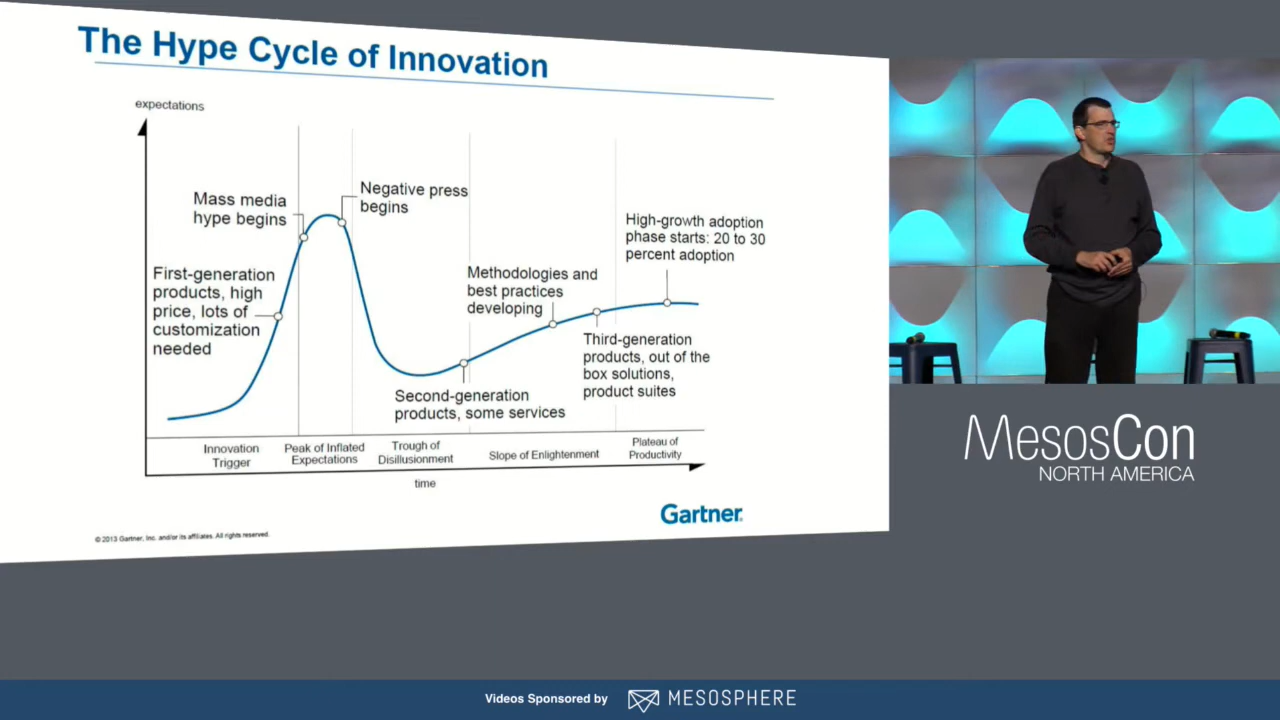 The Hype Cycle of Innovation
expectations
Mass media
hype begins
Negative press
begins
High-growth adoption
phase starts: 20 to 30
percent adoption
First-generation
products, high
price, lots of
customization
needed
Methodologies and
best practices
developing
Third-generation
products, out of the
box solutions,
product suites
Second-generation
products, some services
Innovation
Trigger
Peak of Inflated
Expectations
Trough of
Disillusionment
Slope of Enlightenment
Plateau of
Productivity
time
Gartner.
© 2013 Gartner, Inc. and/or its affiliates. All rights reserved.
MesosCon
NORTH AMERICA
Videos Sponsored by
MESOSPHERE